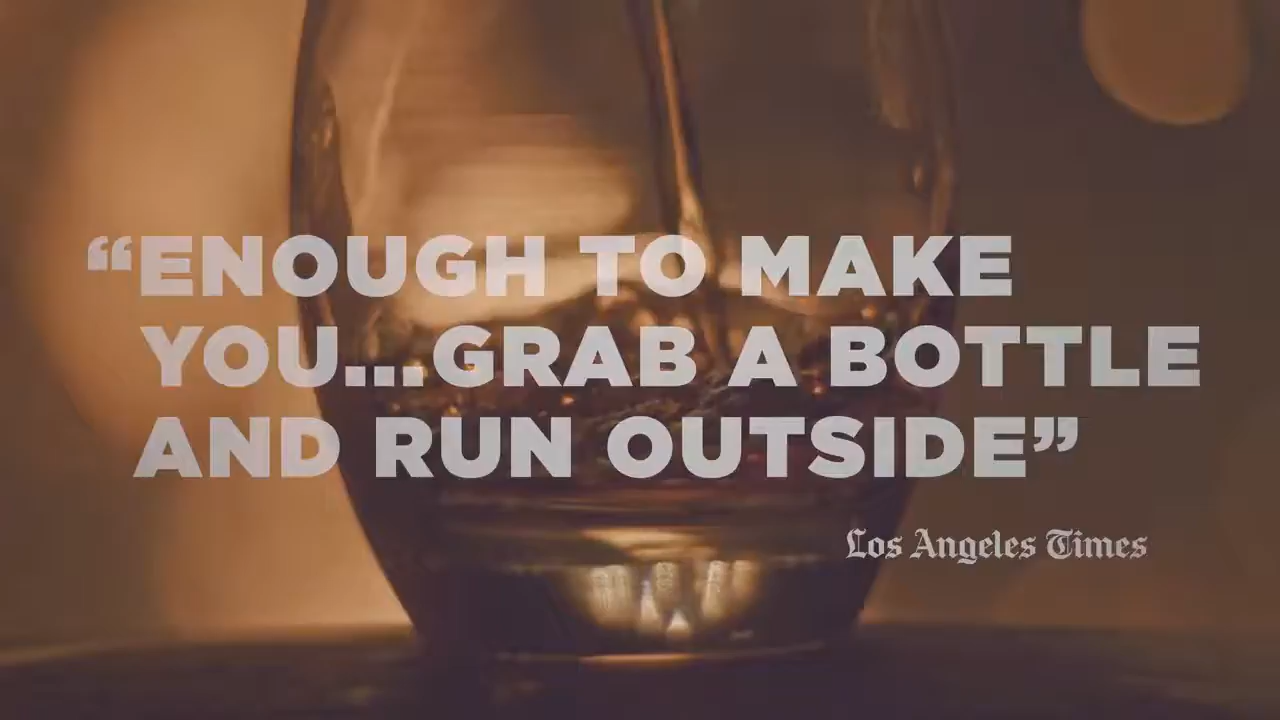 “ENOUGH TO MAKE
YOU...GRAB A BOTTLE
AND RUN OUTSIDE”
Los Angeles Times